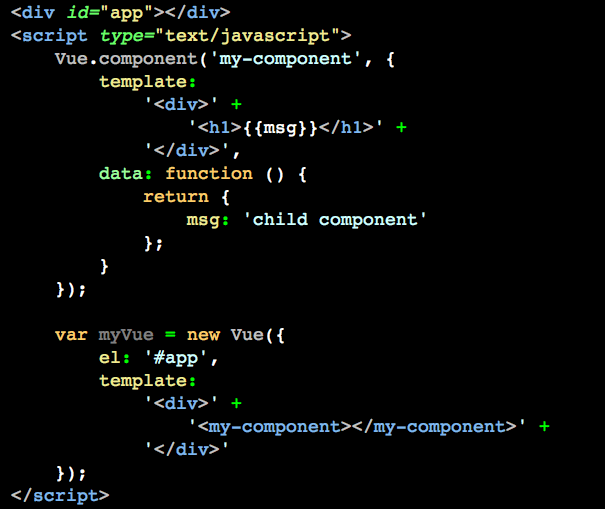 <div id="app"></div>
<script type="text/javascript">
    Vue.component('my-component', {
        template:
            '<div>' +
                '<h1>{{msg}}</h1>' +
            '</div>',
        data: function () {
            return {
                msg: 'child component'
            };
        }
    });

    var myVue = new Vue({
        el: '#app',
        template:
            '<div>' +
                '<my-component></my-component>' +
            '</div>'
    });
</script>